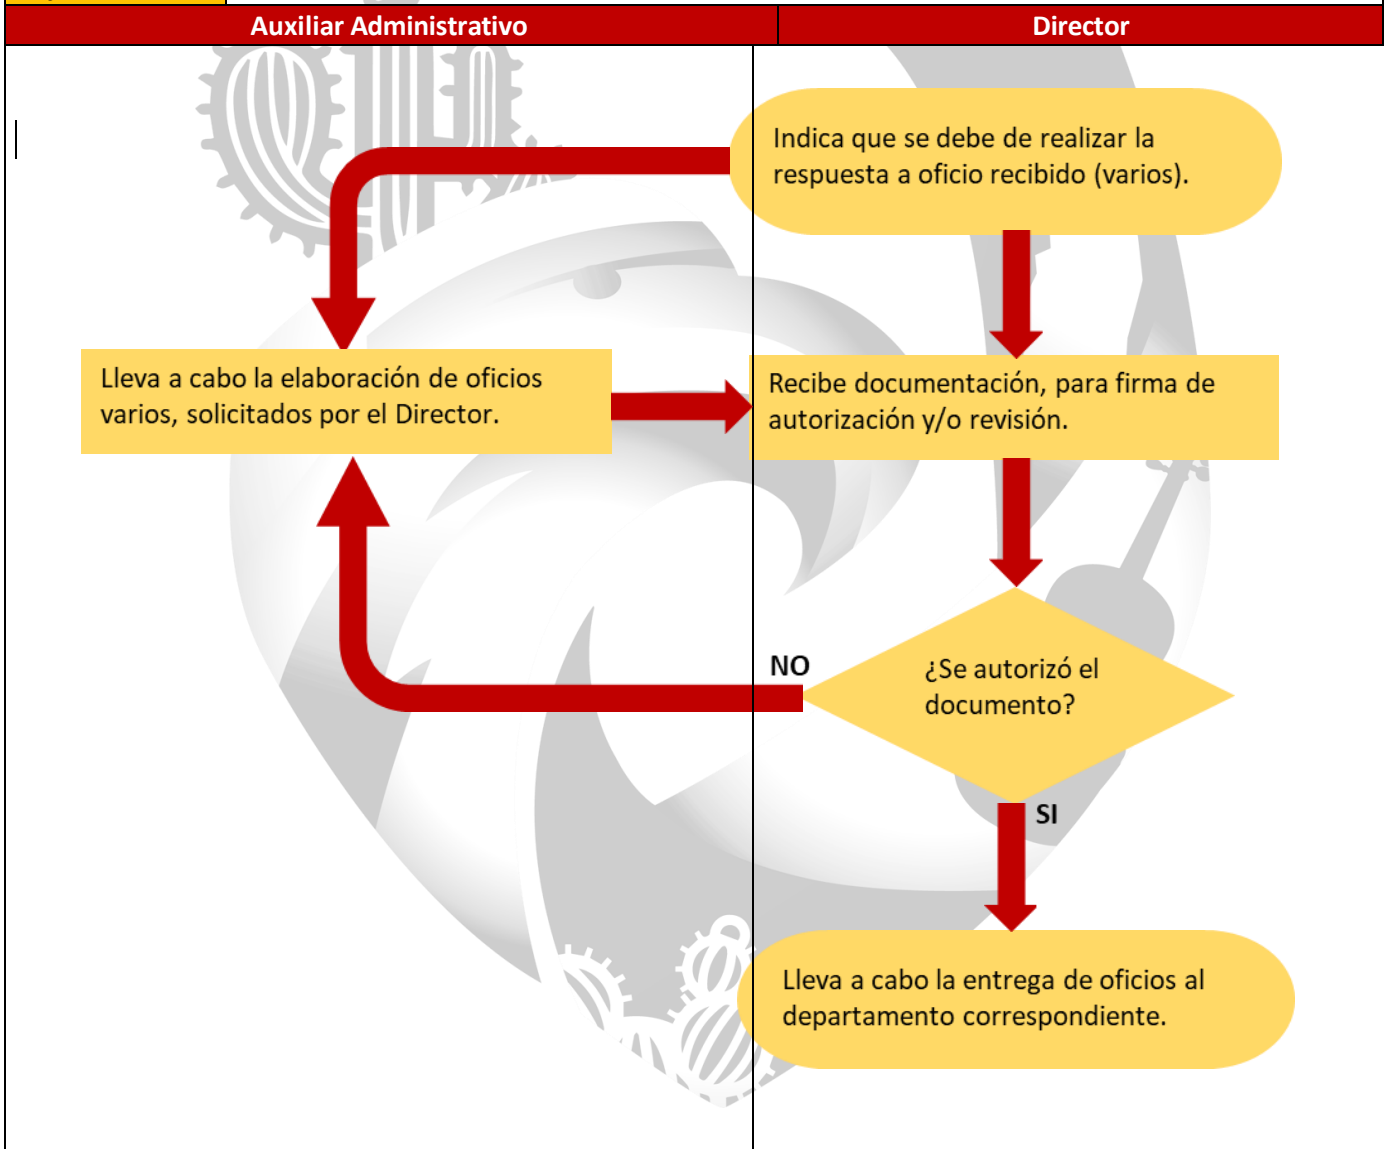 Auxiliar Administrativo
Director
Indica que se debe de realizar la
respuesta a oficio recibido (varios).
Lleva a cabo la elaboración de oficios
varios, solicitados por el Director.
Recibe documentación, para firma de
autorización y/o revisión.
NO
¿Se autorizó el
documento?
SI
Lleva a cabo la entrega de oficios al
departamento correspondiente.